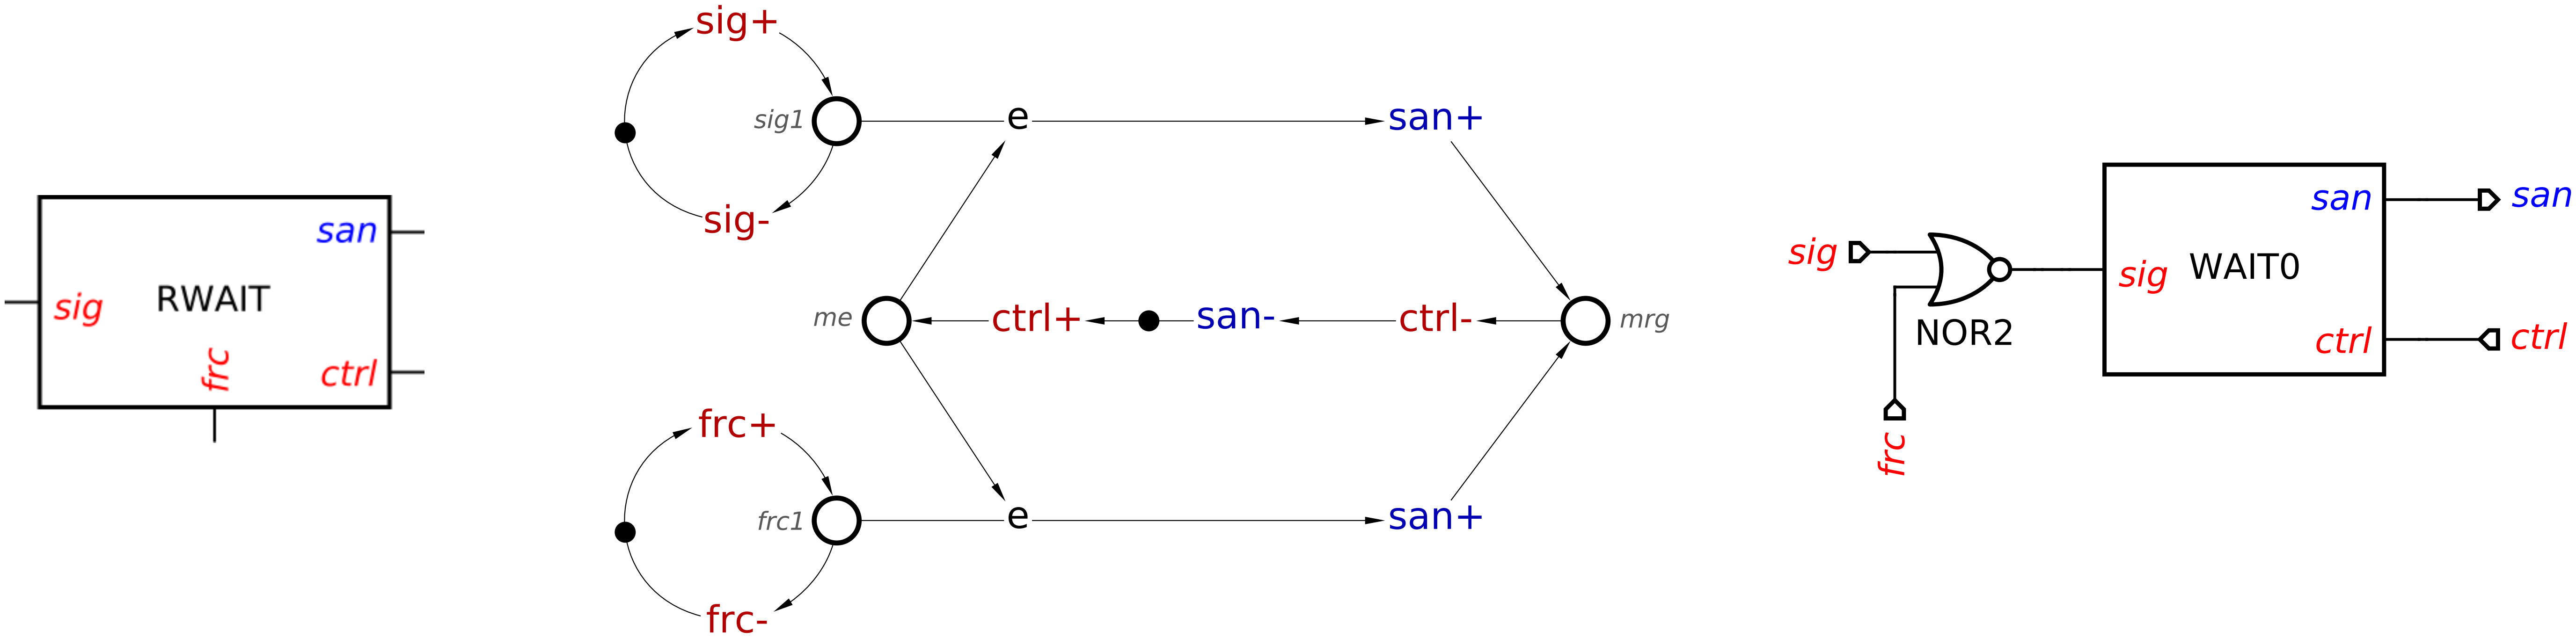 san
RWAIT
sig
frc
ctrl
sig+
sig1
e
san+
sig-
me
ctrl+
san-
ctrl-
mrg
frc+
frc1
e
san+
frc-
sig
frc
NOR2
san
WAIT0
sig
ctrl
san
ctrl